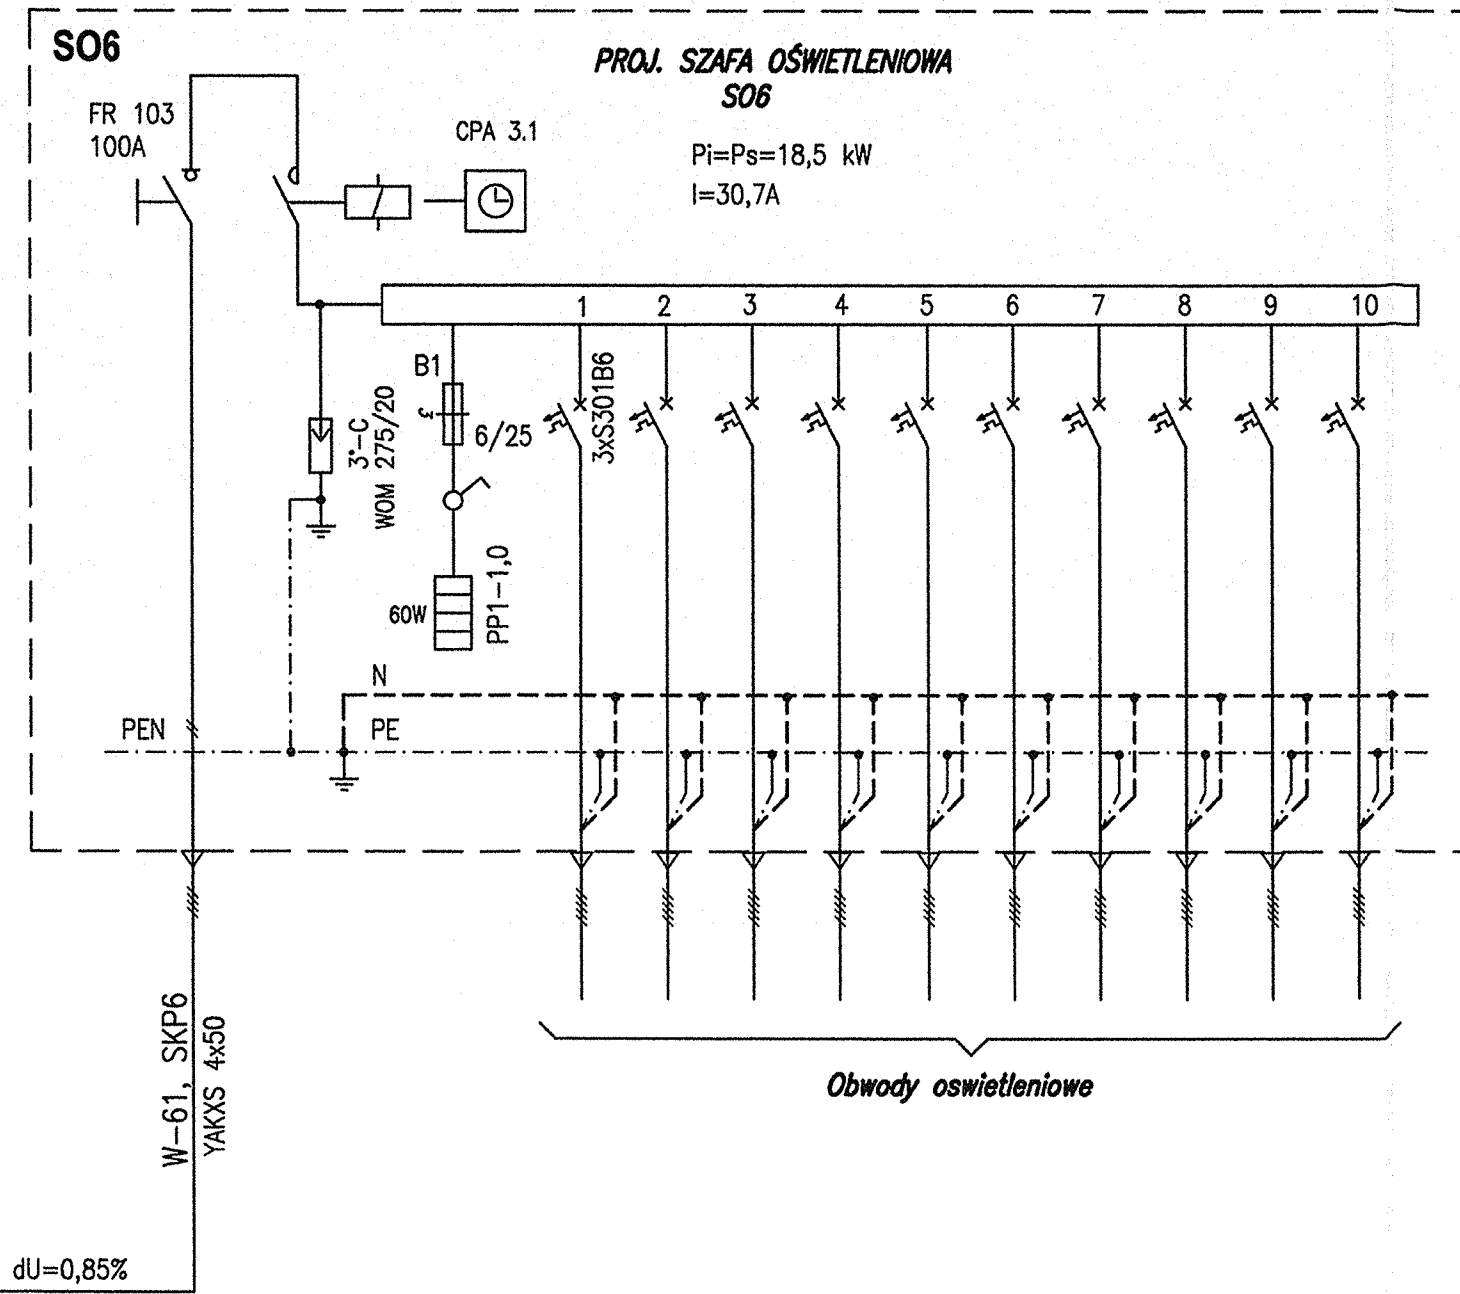 SO6
PROJ. SZAFA OŚWIETLENIOWA
SO6
FR 103
100A
CPA 3.1
Pi=Ps=18,5 kW
I=30,7A
1 2 3 4 5 6 7 8 9 10
B1
3
6/25
3xS301B6
3*-C
WOM 275/20
60W
PP1-1,0
N
PEN
PE
W-61, SKP6
YAKXS 4x50
Obwody oswietleniowe
dU=0,85%